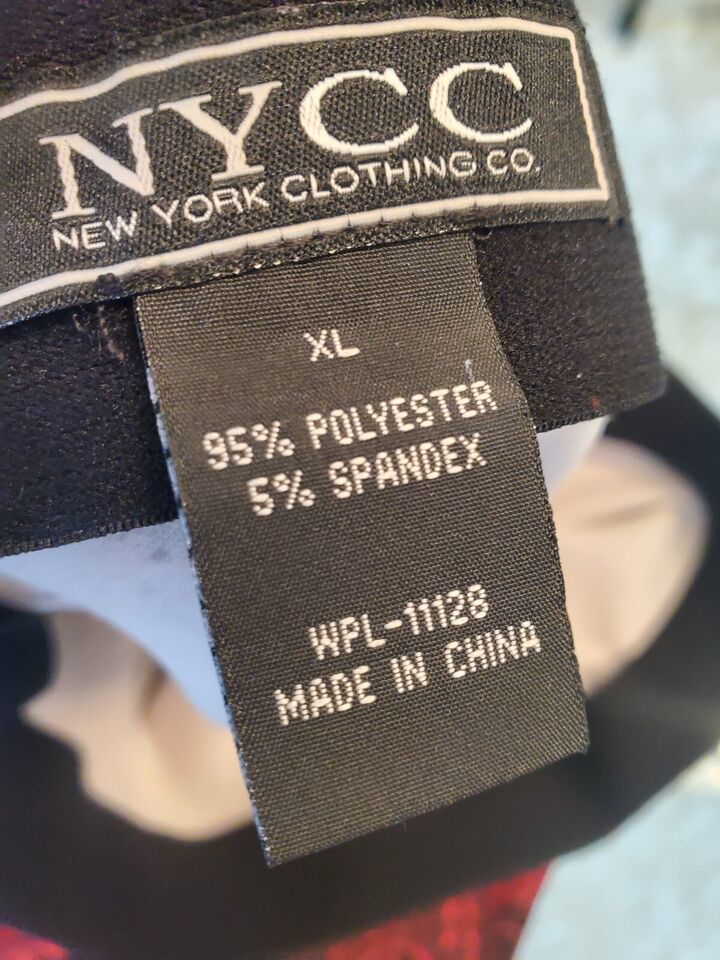 NYCC
NEW YORK CLOTHING CO.
XL
95% POLYESTER
5% SPANDEX
WPL-11128
MADE IN CHINA